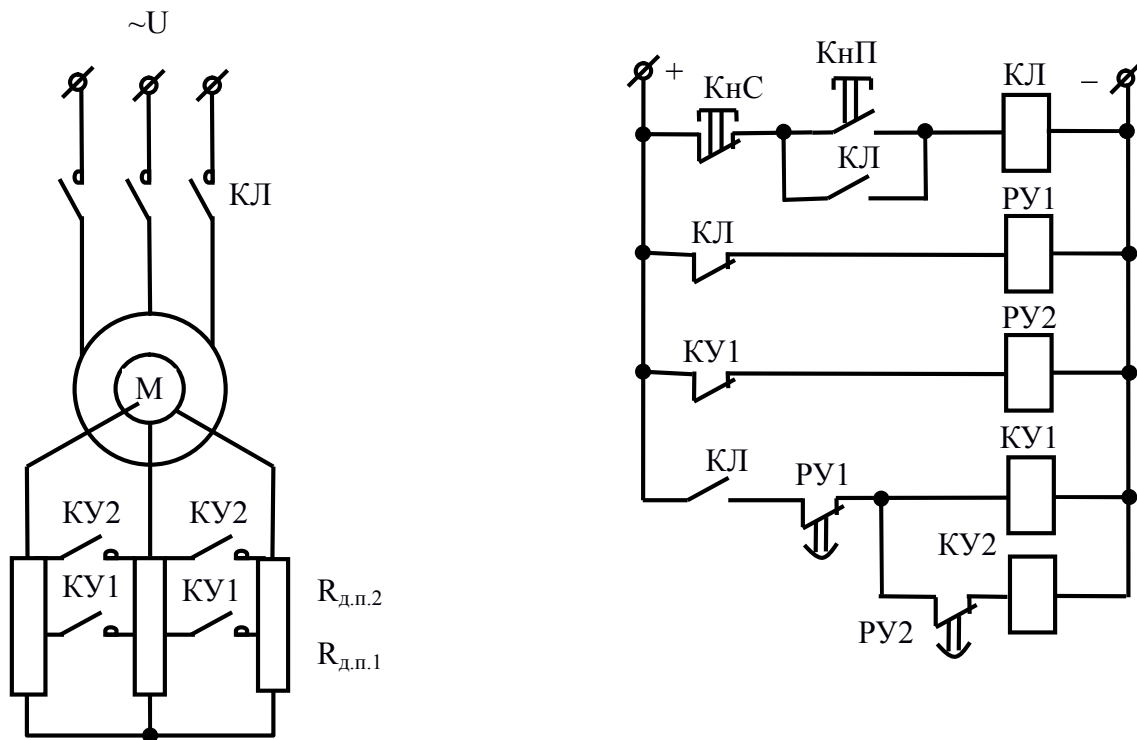 ~U
КЛ
М
КУ2 КУ2
КУ1 КУ1
Rд.п.2
Rд.п.1
+
КнС
КнП
КЛ
–
КЛ
КЛ
РУ1
КУ1
РУ2
КЛ
РУ1
КУ1
КУ2
РУ2